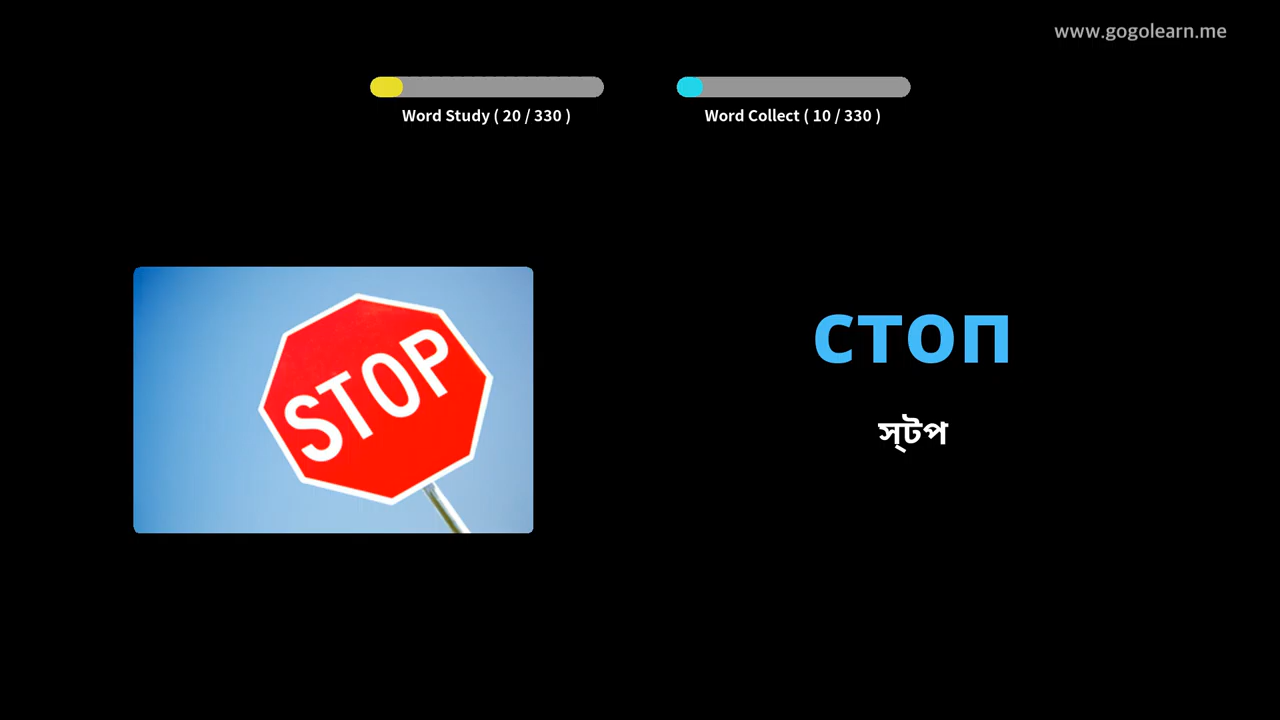 www.gogolearn.me
Word Study ( 20 / 330 )
Word Collect ( 10 / 330 )
STOP
стоп
স্টপ